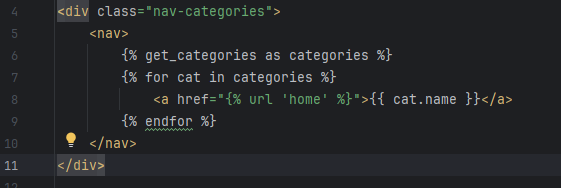 4 <div class="nav-categories">
5 <nav>
6 {% get_categories as categories %}
7 {% for cat in categories %}
8 <a href="{% url 'home' %}">{{ cat.name }}</a>
9 {% endfor %}
10 </nav>
11 </div>